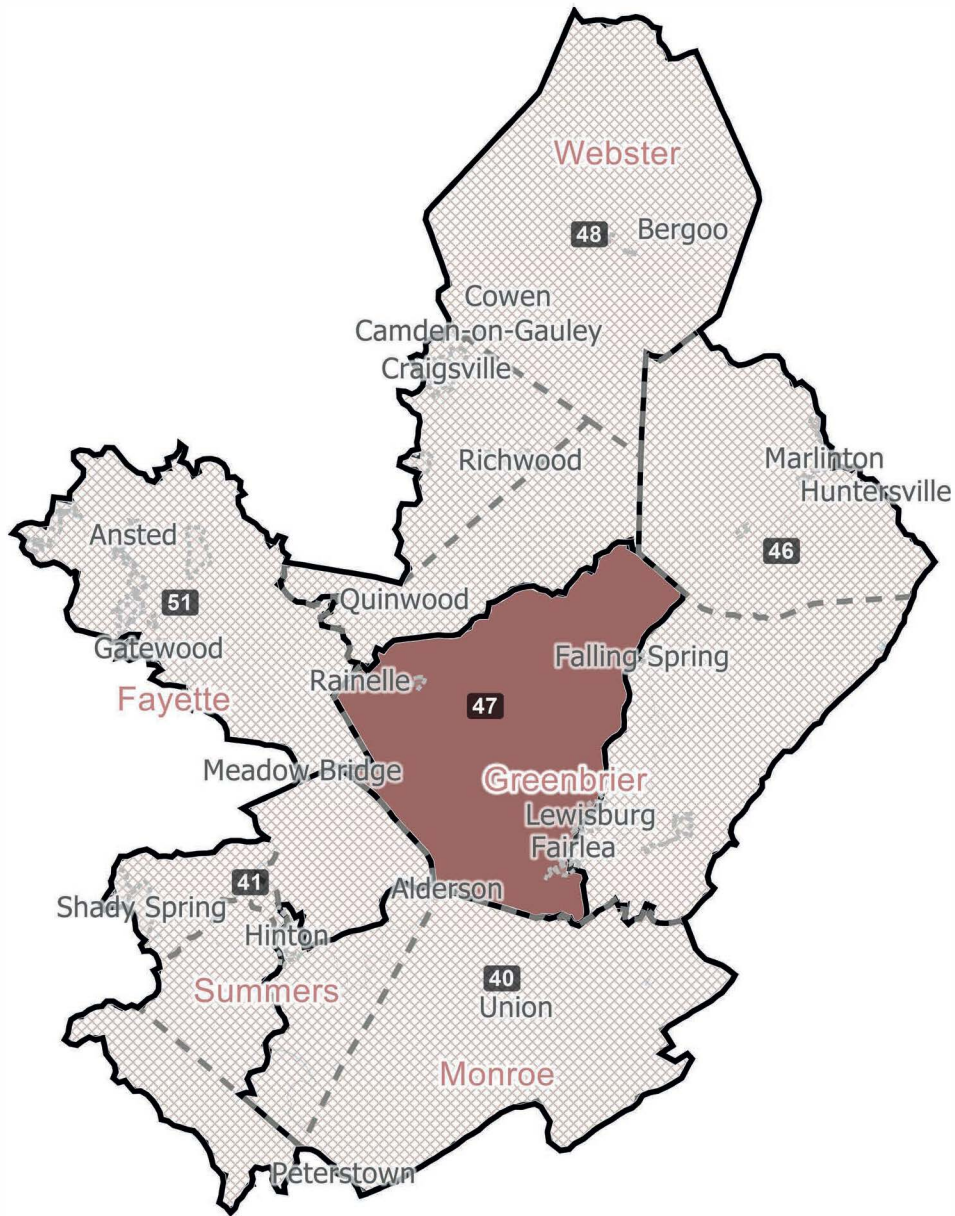 Webster
48
Bergoo
Cowen
Camden-on-Gauley
Craigsville
Richwood
Marlinton
Huntersville
Ansted
46
51
Quinwood
Gatewood
Falling Spring
Rainelle
Fayette
47
Meadow Bridge
Greenbrier
Lewisburg
Fairlea
41
Alderson
Shady Spring
Hinton
40
Summers
Union
Monroe
Peterstown